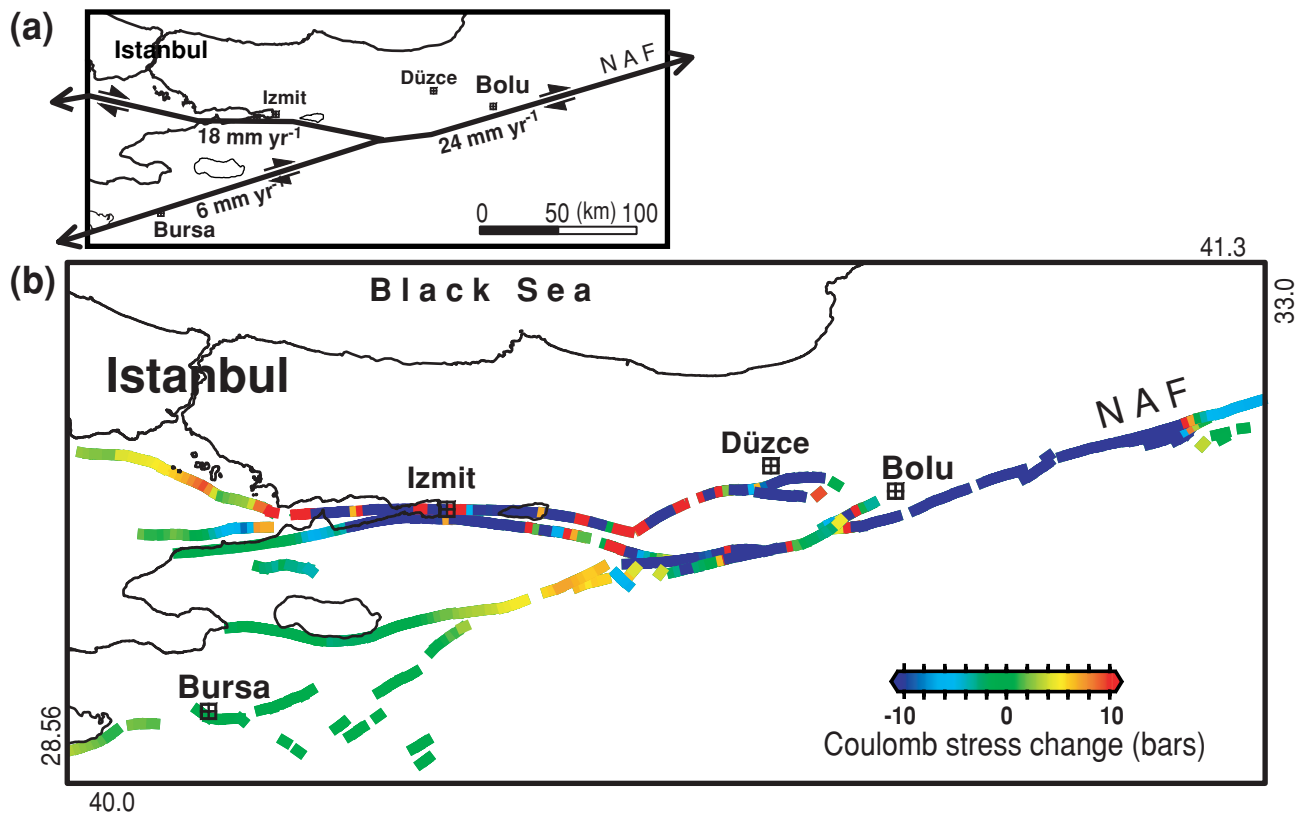 (a)
Istanbul
Izmit
Düzce
Bolu
NAF
18 mm yr-1
24 mm yr-1
6 mm yr-1
Bursa
0 50 (km) 100
41.3
(b)
Black Sea
33.0
Istanbul
NAF
Düzce
Izmit
Bolu
Bursa
28.56
-10 0 10
Coulomb stress change (bars)
40.0